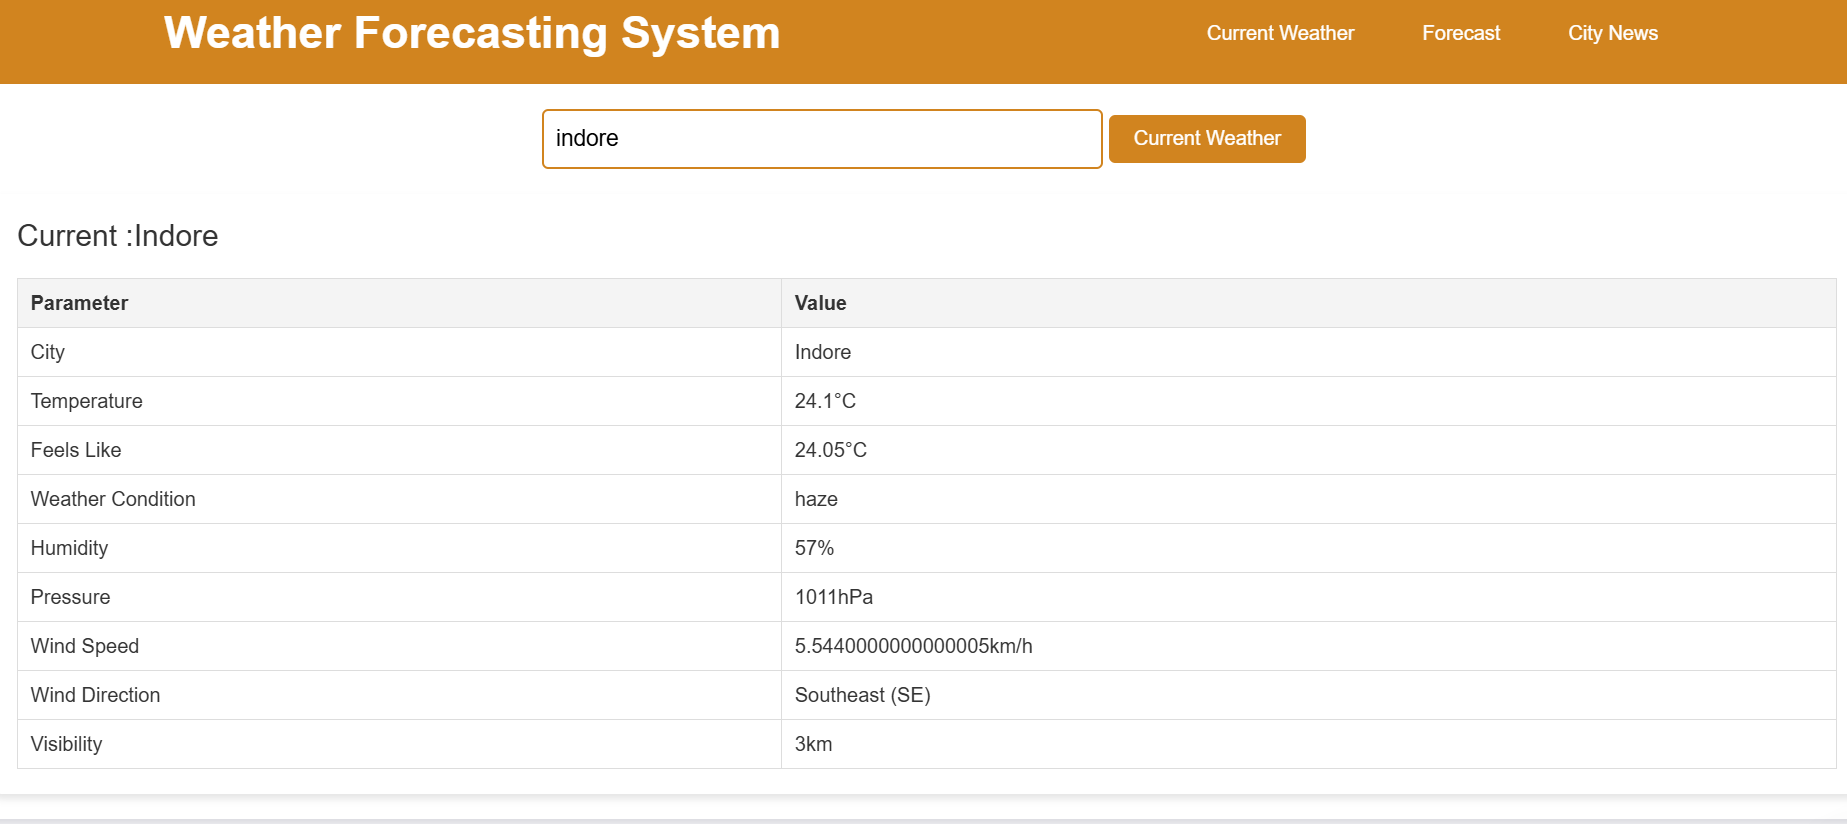 Weather Forecasting System
Current Weather Forecast City News
indore Current Weather
Current :Indore
Parameter Value
City Indore
Temperature 24.1°C
Feels Like 24.05°C
Weather Condition haze
Humidity 57%
Pressure 1011hPa
Wind Speed 5.5440000000000005km/h
Wind Direction Southeast (SE)
Visibility 3km